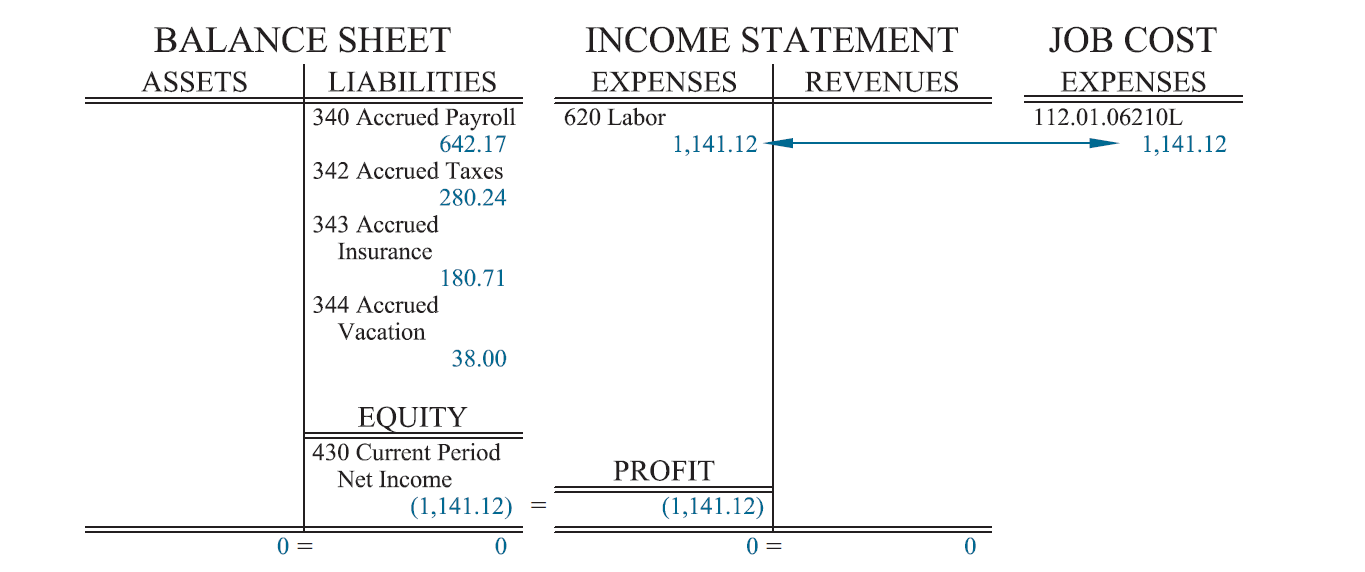 BALANCE SHEET
INCOME STATEMENT
JOB COST
ASSETS
LIABILITIES
EXPENSES
REVENUES
EXPENSES
340 Accrued Payroll
642.17
342 Accrued Taxes
280.24
343 Accrued
Insurance
180.71
344 Accrued
Vacation
38.00
EQUITY
430 Current Period
Net Income
(1,141.12)
=
620 Labor
1,141.12
PROFIT
(1,141.12)
112.01.06210L
1,141.12
0 =
0
0 =
0